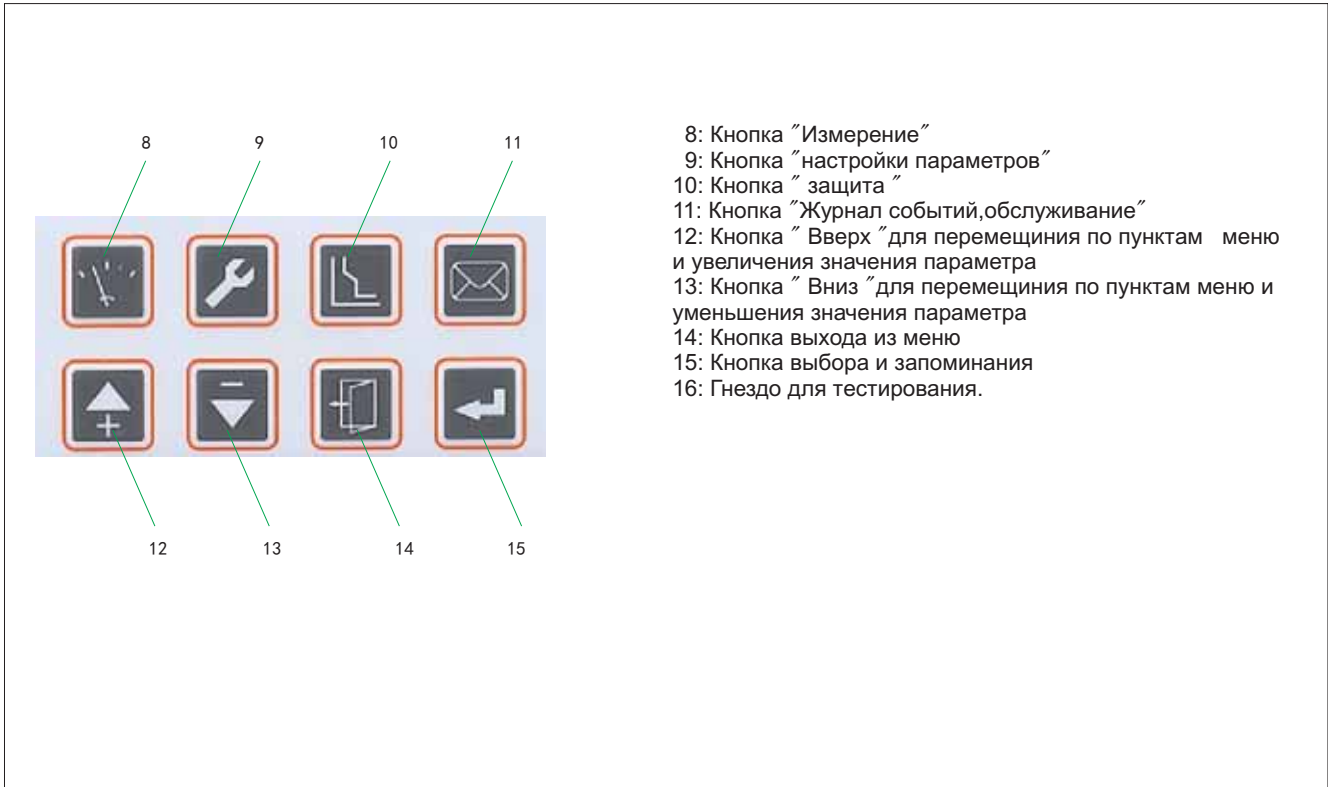 8 9 10 11
12 13 14 15
8: Кнопка ″Измерение″
9: Кнопка ″настройки параметров″
10: Кнопка ″ защита ″
11: Кнопка ″Журнал событий,обслуживание″
12: Кнопка ″ Вверх ″для перемещиния по пунктам меню
и увеличения значения параметра
13: Кнопка ″ Вниз ″для перемещиния по пунктам меню и
уменьшения значения параметра
14: Кнопка выхода из меню
15: Кнопка выбора и запоминания
16: Гнездо для тестирования.